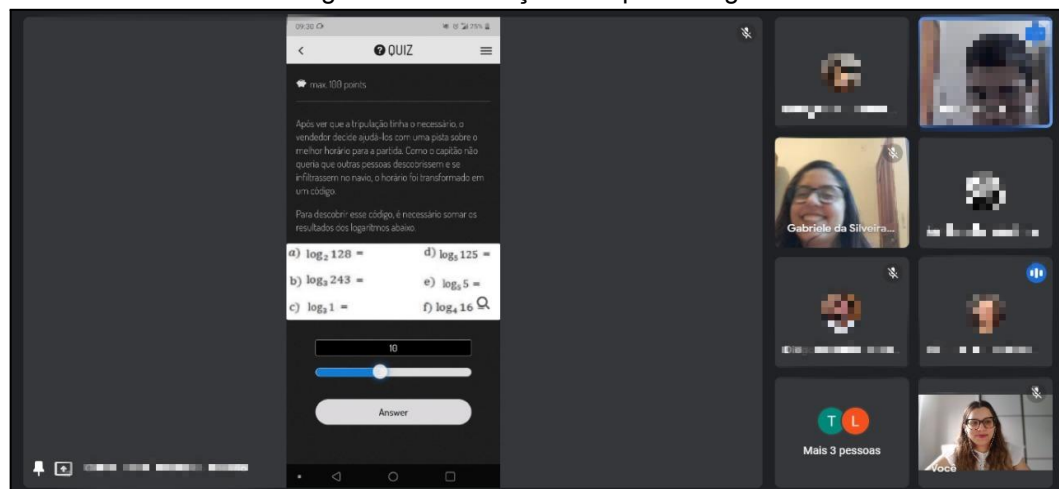 09:30
QUIZ
max. 100 points
Após ver que a tripulação tinha o necessário, o
vendedor decide ajudá-los com uma pista sobre o
melhor horário para a partida. Como o capitão não
queria que outras pessoas descobrissem e se
infiltrassem no navio, o horário foi transformado em
um código.
Para descobrir esse código, é necessário somar os
resultados dos logaritmos abaixo.
a) log₂ 128 =
d) log₅ 125 =
b) log₃ 243 =
e) log₅ 5 =
c) log₃ 1 =
f) log₄ 16
10
Answer
Gabriele da Silveira...
T L
Mais 3 pessoas
Você